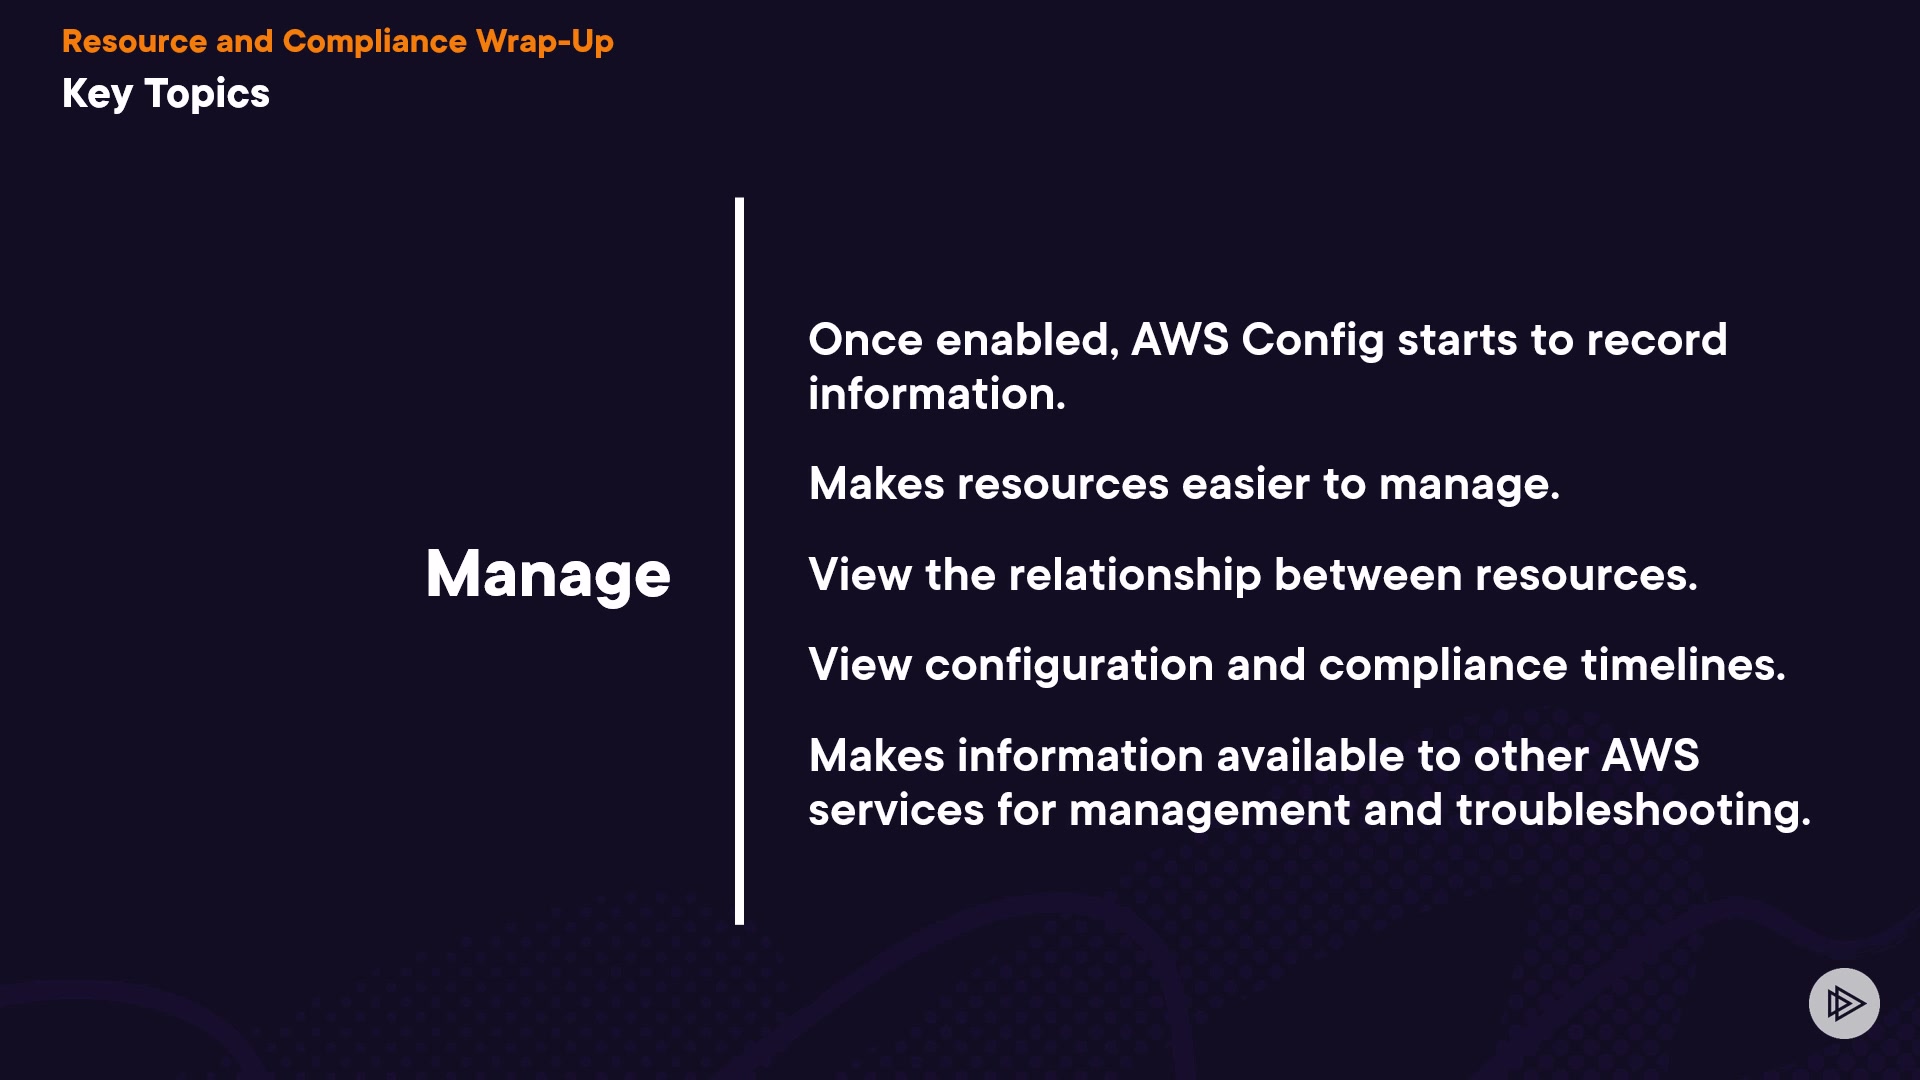 Resource and Compliance Wrap-Up
Key Topics
Manage
Once enabled, AWS Config starts to record
information.
Makes resources easier to manage.
View the relationship between resources.
View configuration and compliance timelines.
Makes information available to other AWS
services for management and troubleshooting.